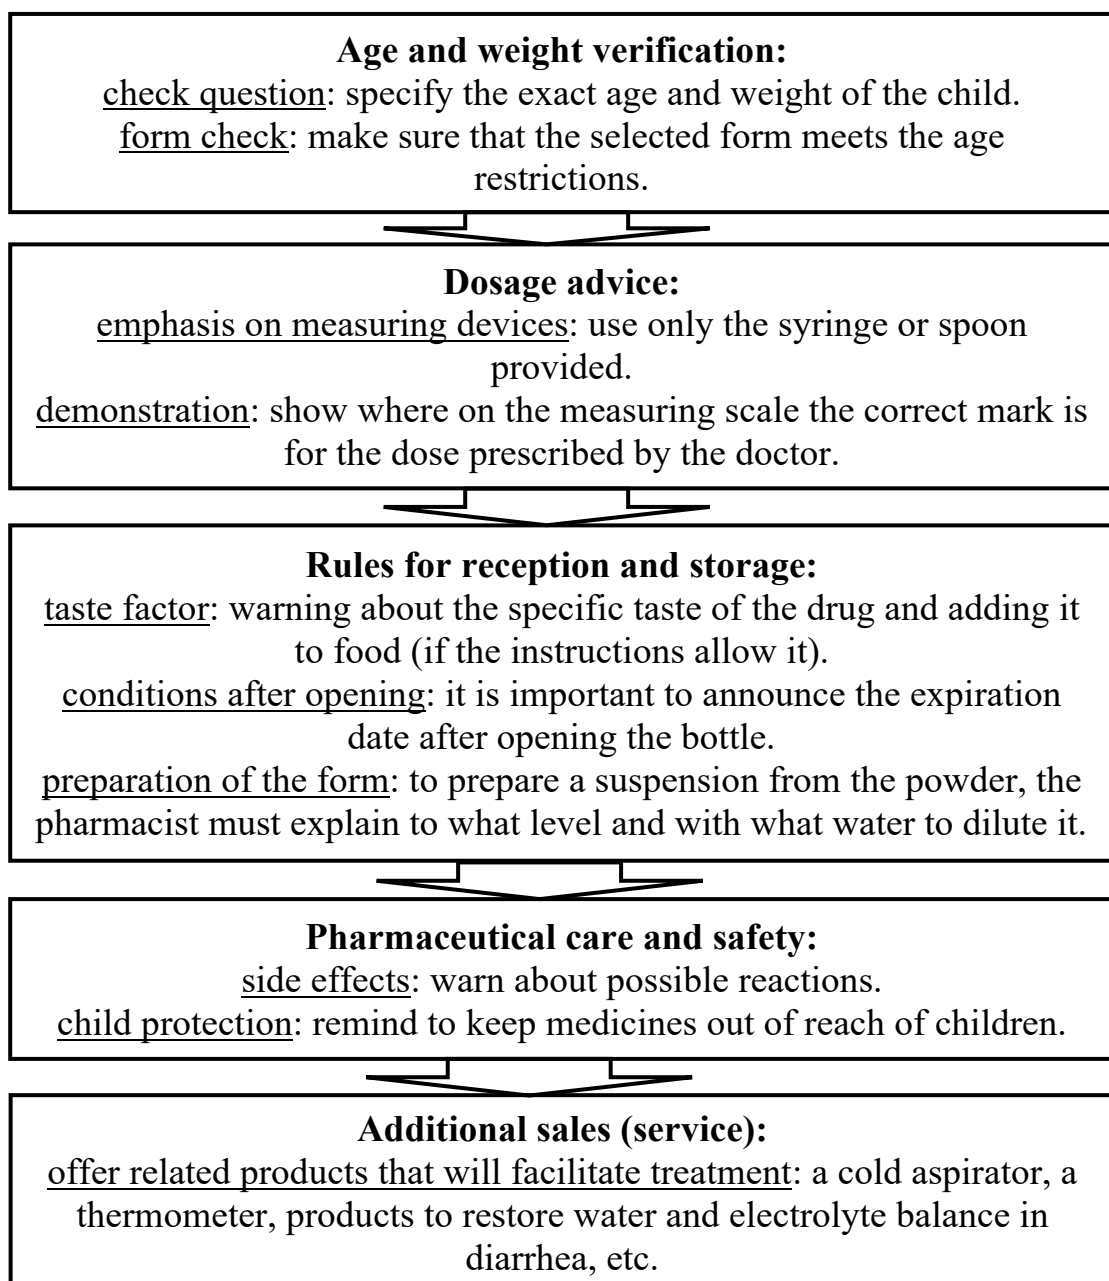 Age and weight verification:
check question: specify the exact age and weight of the child.
form check: make sure that the selected form meets the age
restrictions.
Dosage advice:
emphasis on measuring devices: use only the syringe or spoon
provided.
demonstration: show where on the measuring scale the correct mark is
for the dose prescribed by the doctor.
Rules for reception and storage:
taste factor: warning about the specific taste of the drug and adding it
to food (if the instructions allow it).
conditions after opening: it is important to announce the expiration
date after opening the bottle.
preparation of the form: to prepare a suspension from the powder, the
pharmacist must explain to what level and with what water to dilute it.
Pharmaceutical care and safety:
side effects: warn about possible reactions.
child protection: remind to keep medicines out of reach of children.
Additional sales (service):
offer related products that will facilitate treatment: a cold aspirator, a
thermometer, products to restore water and electrolyte balance in
diarrhea, etc.